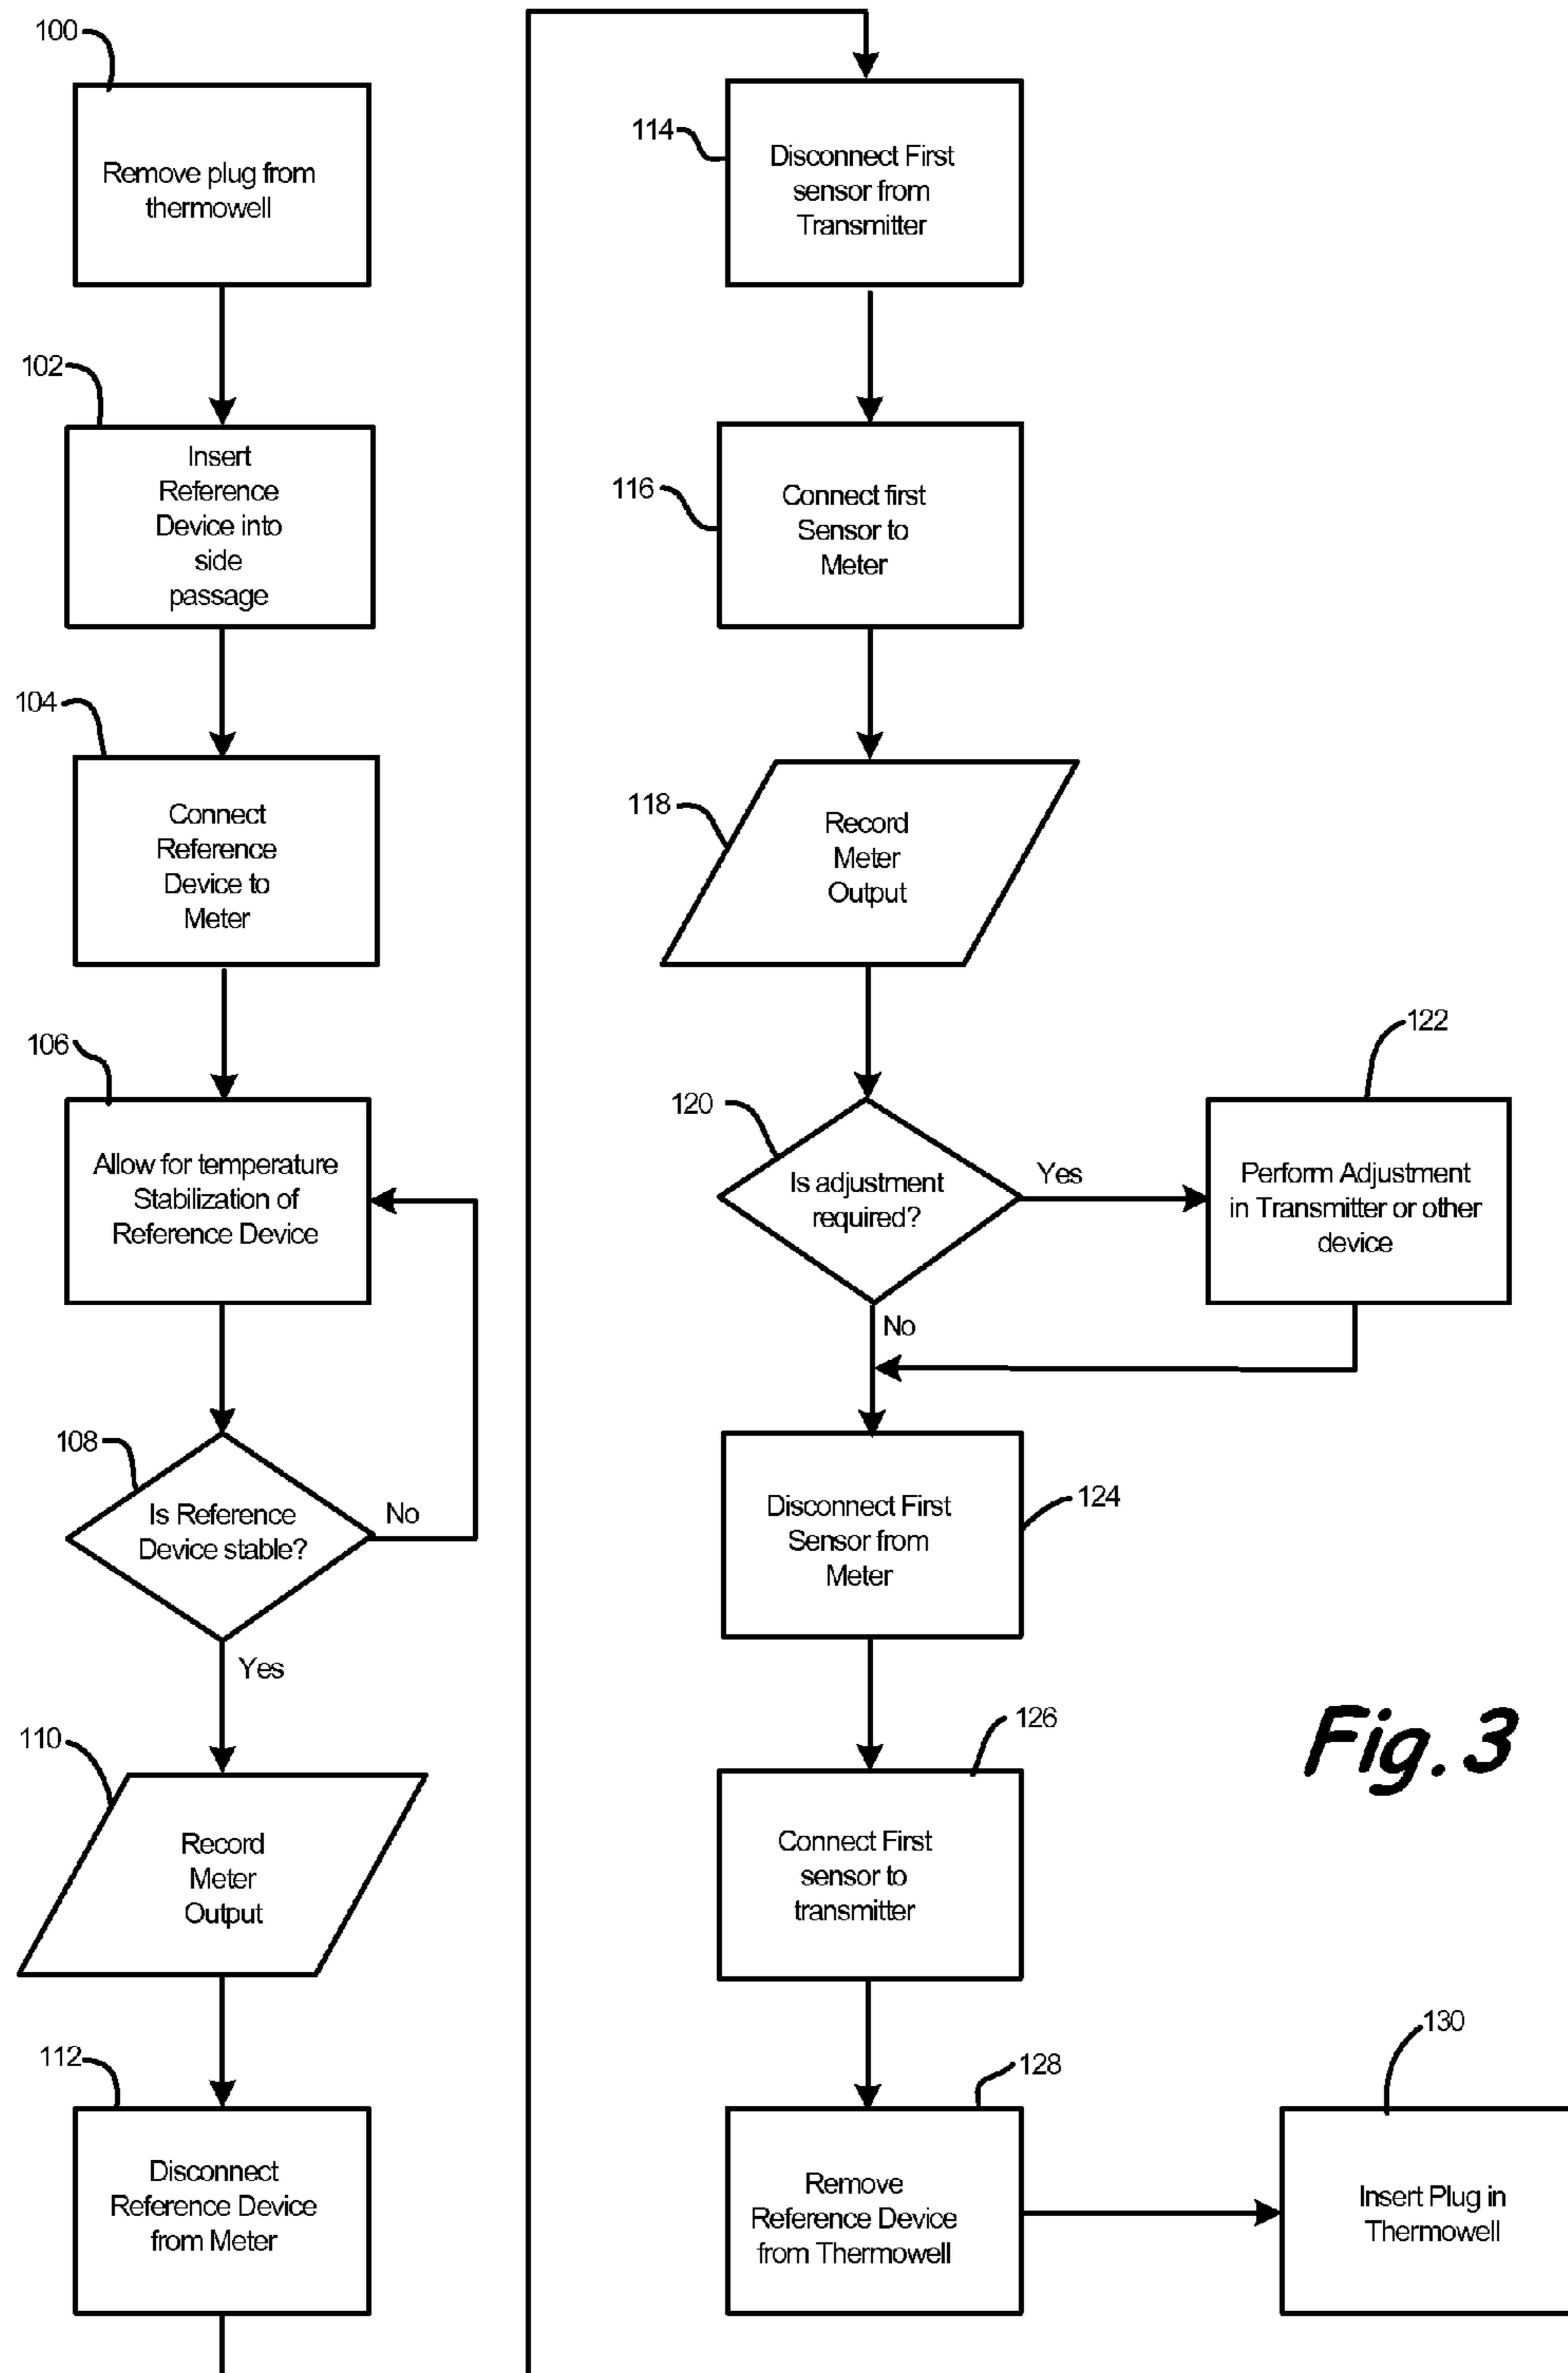 100
Remove plug from
thermowell
102
Insert
Reference
Device into
side
passage
104
Connect
Reference
Device to
Meter
106
Allow for temperature
Stabilization of
Reference Device
108
Is Reference
Device stable?
No
Yes
110
Record
Meter
Output
112
Disconnect
Reference Device
from Meter
114
Disconnect First
sensor from
Transmitter
116
Connect first
Sensor to
Meter
118
Record
Meter
Output
120
Is adjustment
required?
Yes
122
Perform Adjustment
in Transmitter or other
device
No
124
Disconnect First
Sensor from
Meter
126
Connect First
sensor to
transmitter
128
Remove
Reference Device
from Thermowell
130
Insert Plug in
Thermowell
Fig. 3